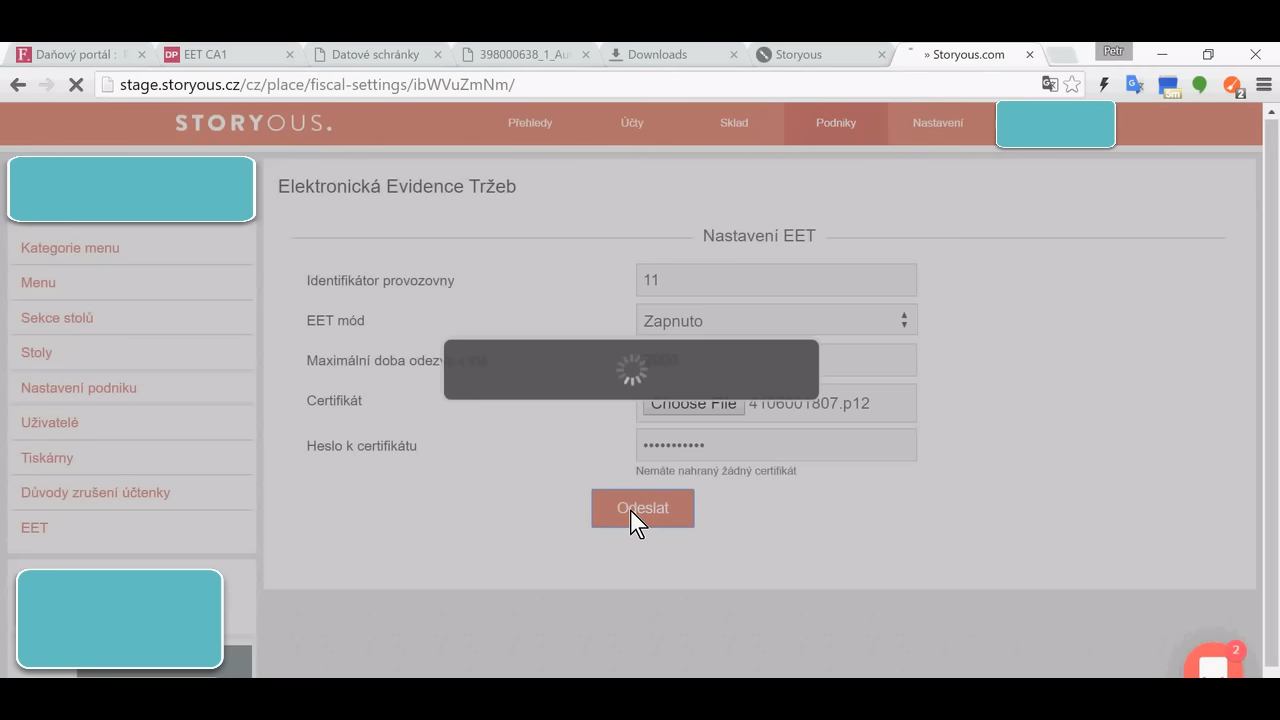 Daňový portál :
EET CA1
Datové schránky
398000638_1_Au
Downloads
Storyous
» Storyous.com
Petr
stage.storyous.cz/cz/place/fiscal-settings/ibWVuZmNm/
2
STORYOUS.
Přehledy
Účty
Sklad
Podniky
Nastavení
Kategorie menu
Menu
Sekce stolů
Stoly
Nastavení podniku
Uživatelé
Tiskárny
Důvody zrušení účtenky
EET
Elektronická Evidence Tržeb
Nastavení EET
Identifikátor provozovny
11
EET mód
Zapnuto
Maximální doba
Certifikát
Choose File 4106001807.p12
Heslo k certifikátu
•••••••••••
Nemáte nahraný žádný certifikát
Odeslat
2